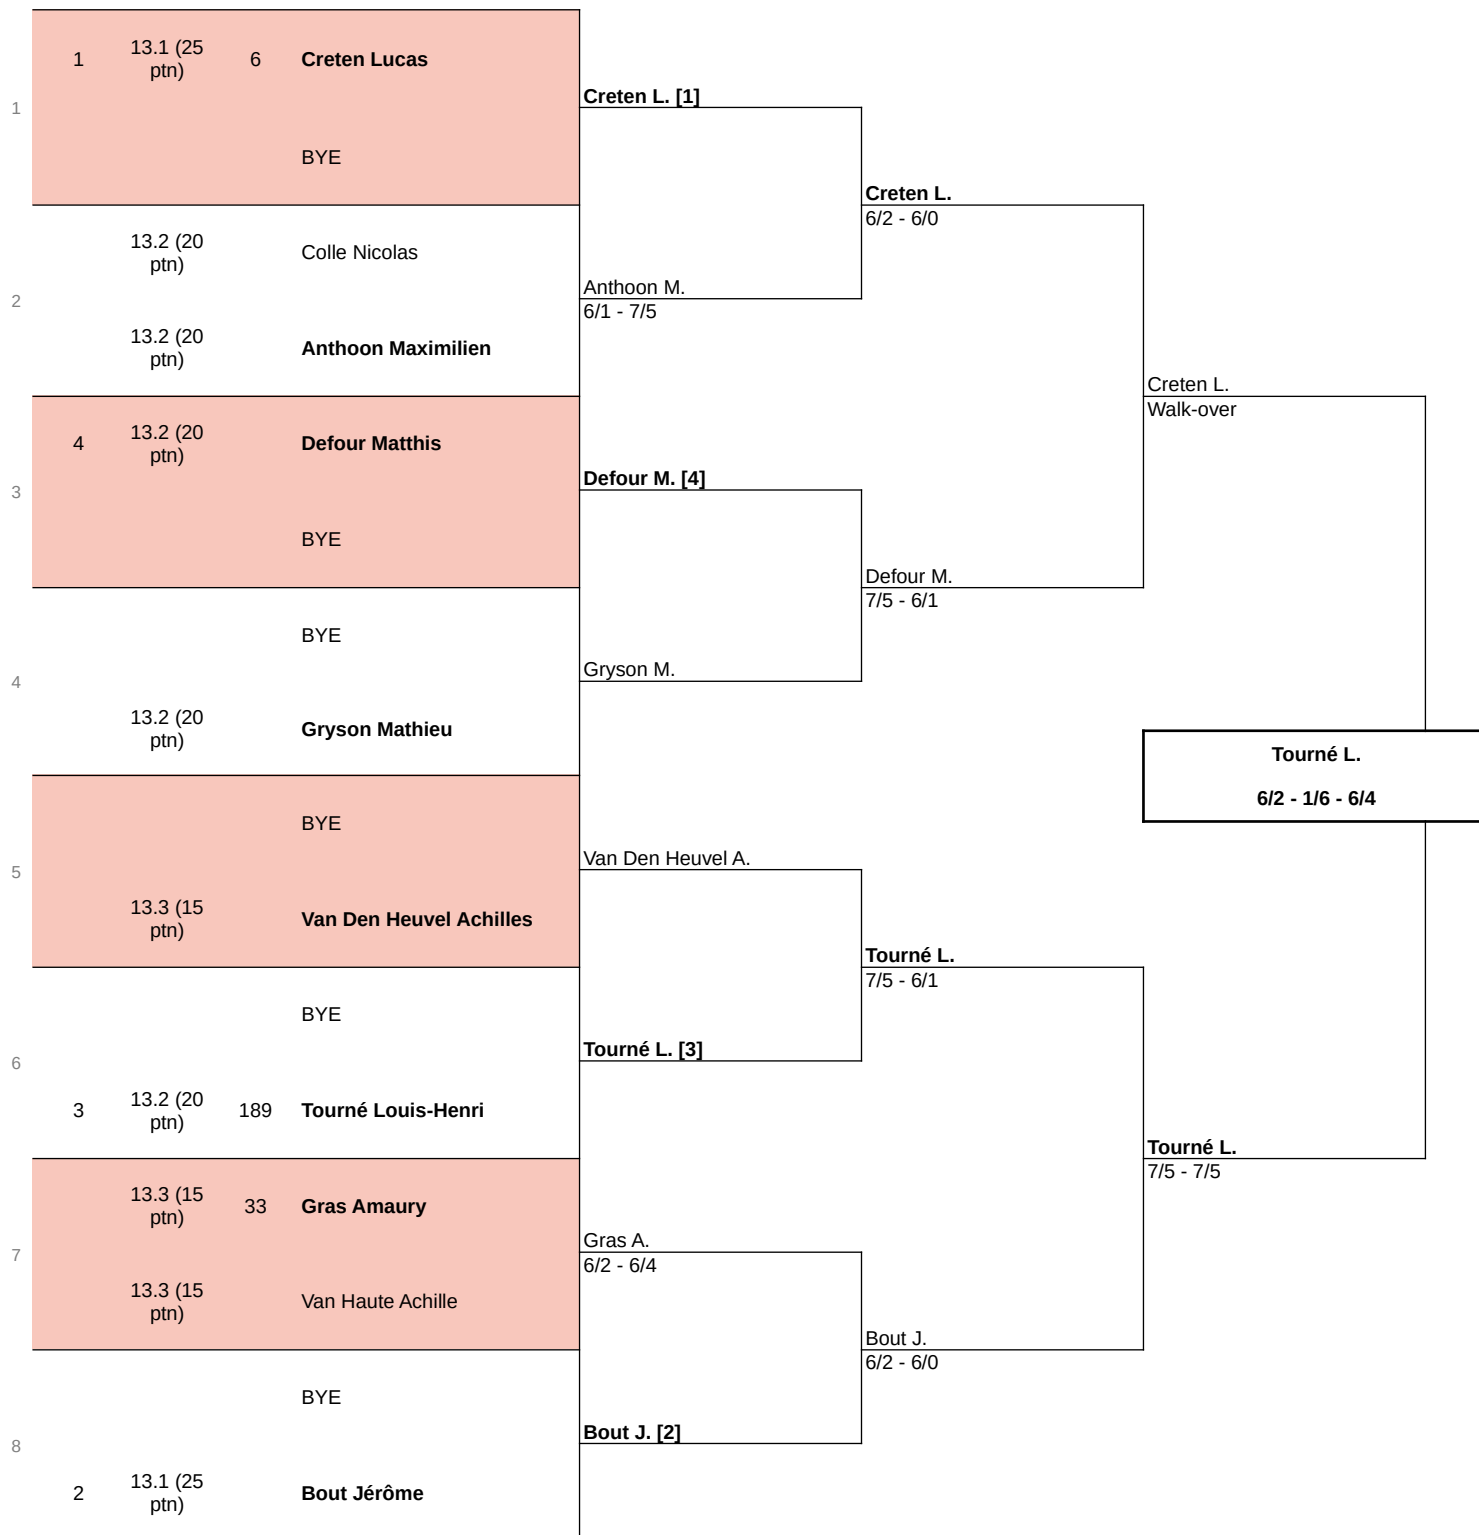 1 13.1 (25 ptn) 6 Creten Lucas
1
BYE
Creten L. [1]
2
13.2 (20 ptn) Colle Nicolas
13.2 (20 ptn) Anthoon Maximilien
Anthoon M.
6/1 - 7/5
Creten L.
6/2 - 6/0
3
4 13.2 (20 ptn) Defour Matthis
BYE
Defour M. [4]
4
BYE
13.2 (20 ptn) Gryson Mathieu
Gryson M.
Defour M.
7/5 - 6/1
Creten L.
Walk-over
5
BYE
13.3 (15 ptn) Van Den Heuvel Achilles
Van Den Heuvel A.
6
BYE
3 13.2 (20 ptn) 189 Tourné Louis-Henri
Tourné L. [3]
Tourné L.
7/5 - 6/1
7
13.3 (15 ptn) 33 Gras Amaury
13.3 (15 ptn) Van Haute Achille
Gras A.
6/2 - 6/4
8
BYE
2 13.1 (25 ptn) Bout Jérôme
Bout J. [2]
Bout J.
6/2 - 6/0
Tourné L.
7/5 - 7/5
Tourné L.
6/2 - 1/6 - 6/4